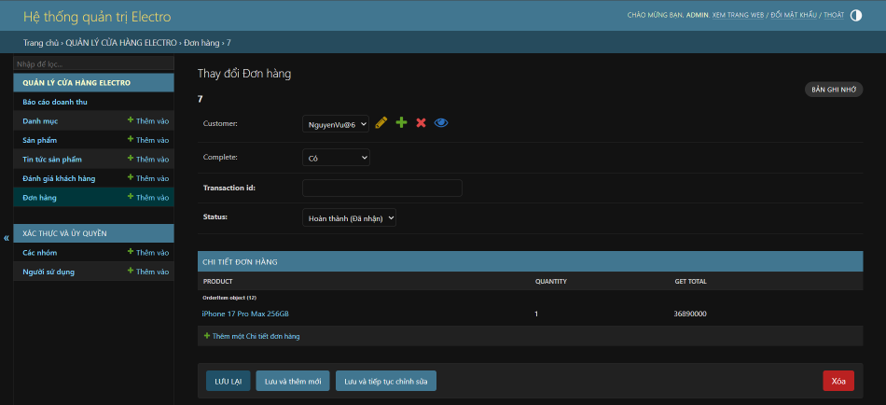 Hệ thống quản trị Electro
CHÀO MỪNG BẠN, ADMIN. XEM TRANG WEB / ĐỔI MẬT KHẨU / THOÁT
Trang chủ › QUẢN LÝ CỬA HÀNG ELECTRO › Đơn hàng › 7
Nhập để lọc...
QUẢN LÝ CỬA HÀNG ELECTRO
Báo cáo doanh thu
Danh mục + Thêm vào
Sản phẩm + Thêm vào
Tin tức sản phẩm + Thêm vào
Đánh giá khách hàng + Thêm vào
Đơn hàng + Thêm vào
XÁC THỰC VÀ ỦY QUYỀN
Các nhóm + Thêm vào
Người sử dụng + Thêm vào
«
Thay đổi Đơn hàng
BẢN GHI NHỚ
7
Customer: NguyenVu@6
Complete: Có
Transaction id:
Status: Hoàn thành (Đã nhận)
CHI TIẾT ĐƠN HÀNG
PRODUCT QUANTITY GET TOTAL
OrderItem object (12)
iPhone 17 Pro Max 256GB 1 36890000
+ Thêm một Chi tiết đơn hàng
LƯU LẠI Lưu và thêm mới Lưu và tiếp tục chỉnh sửa Xóa